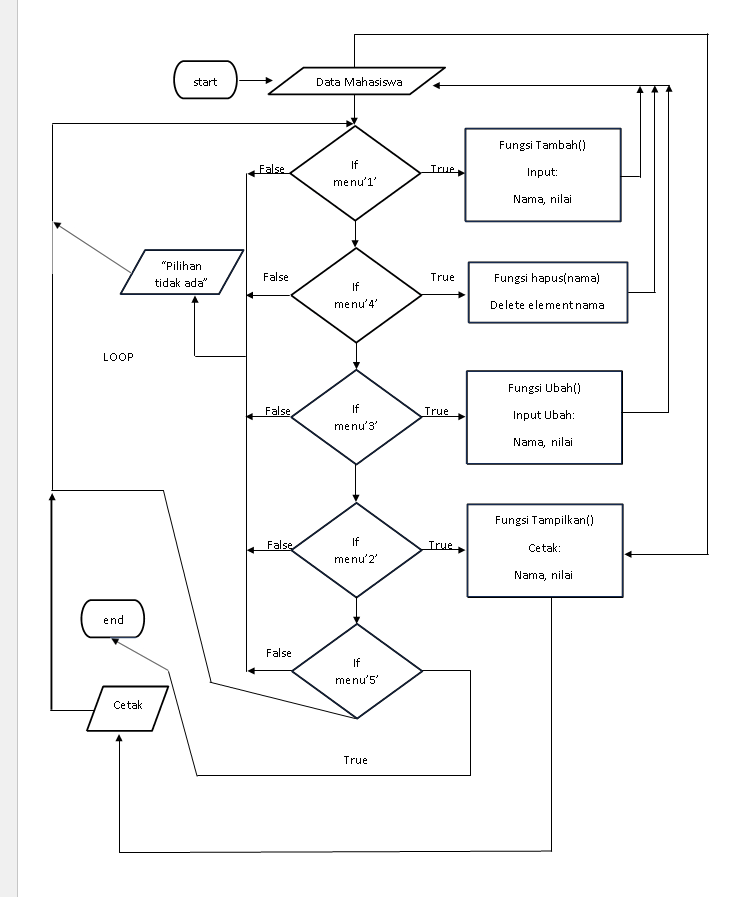 start
Data Mahasiswa
False
If
menu'1'
True
Fungsi Tambah()
Input:
Nama, nilai
"Pilihan
tidak ada"
False
If
menu'4'
True
Fungsi hapus(nama)
Delete element nama
LOOP
False
If
menu'3'
True
Fungsi Ubah()
Input Ubah:
Nama, nilai
False
If
menu'2'
True
Fungsi Tampilkan()
Cetak:
Nama, nilai
end
False
If
menu'5'
Cetak
True